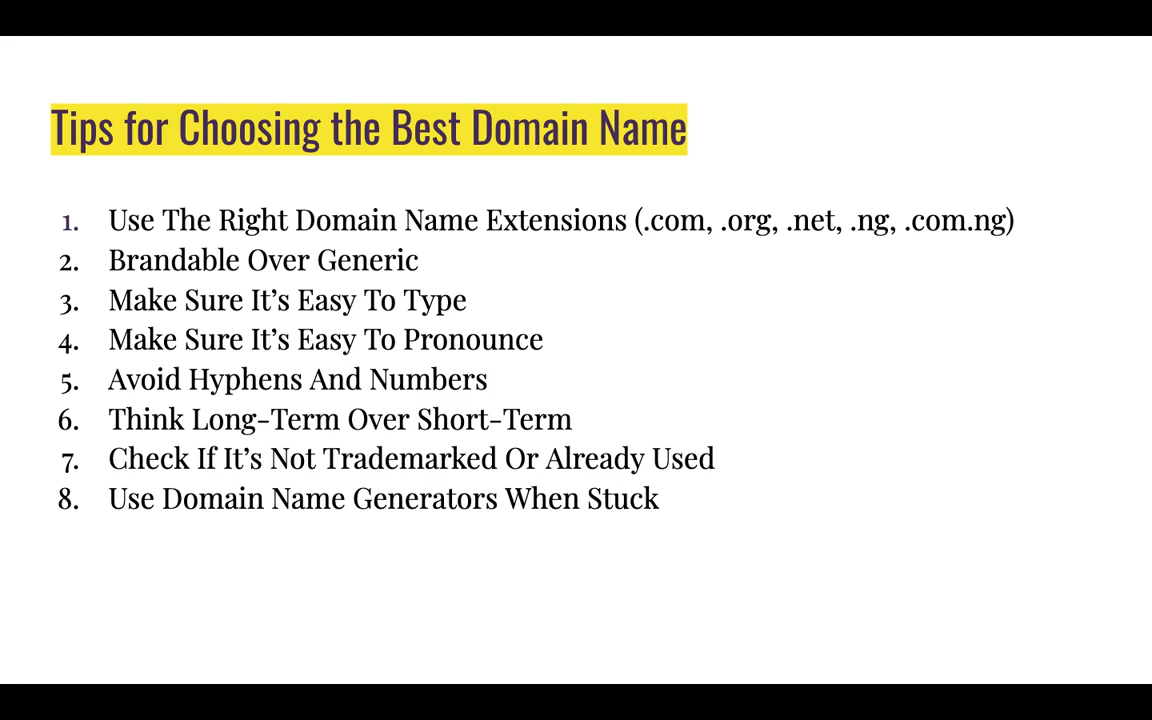 Tips for Choosing the Best Domain Name
1. Use The Right Domain Name Extensions (.com, .org, .net, .ng, .com.ng)
2. Brandable Over Generic
3. Make Sure It’s Easy To Type
4. Make Sure It’s Easy To Pronounce
5. Avoid Hyphens And Numbers
6. Think Long-Term Over Short-Term
7. Check If It’s Not Trademarked Or Already Used
8. Use Domain Name Generators When Stuck